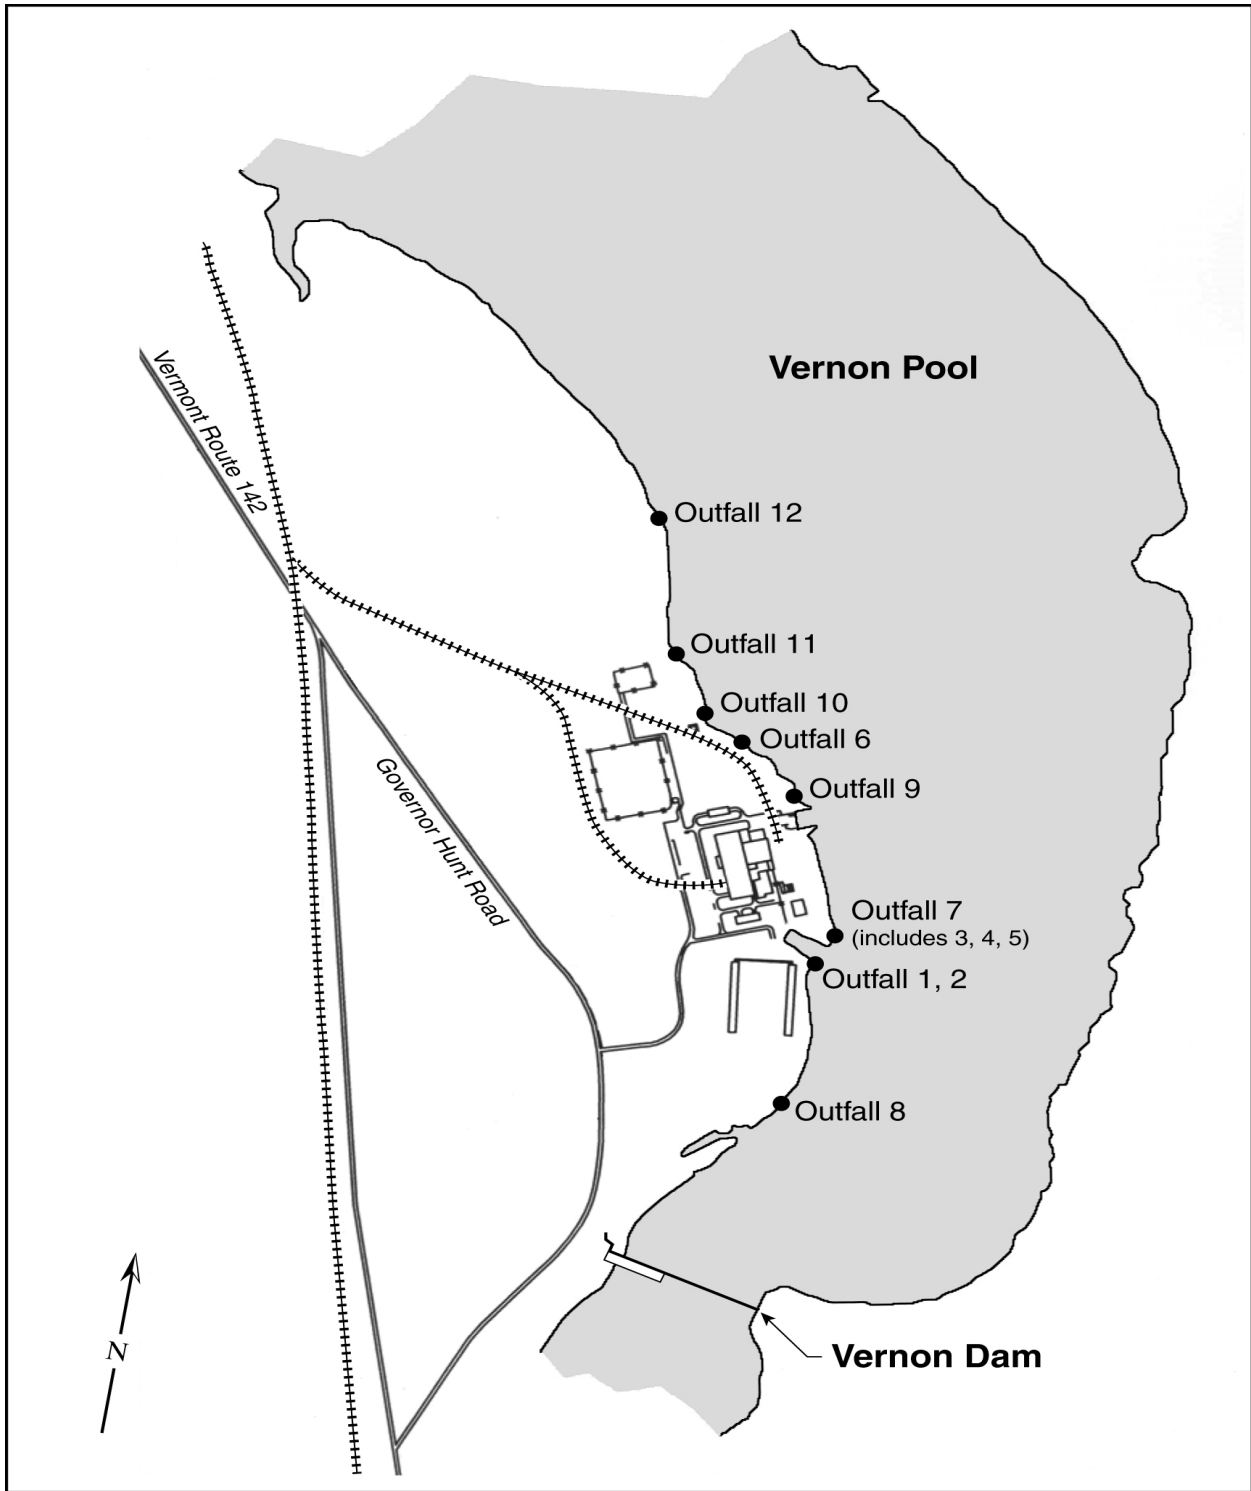 Vernon Pool
Vermont Route 142
Outfall 12
Outfall 11
Outfall 10
Outfall 6
Outfall 9
Governor Hunt Road
Outfall 7
(includes 3, 4, 5)
Outfall 1, 2
Outfall 8
N
Vernon Dam